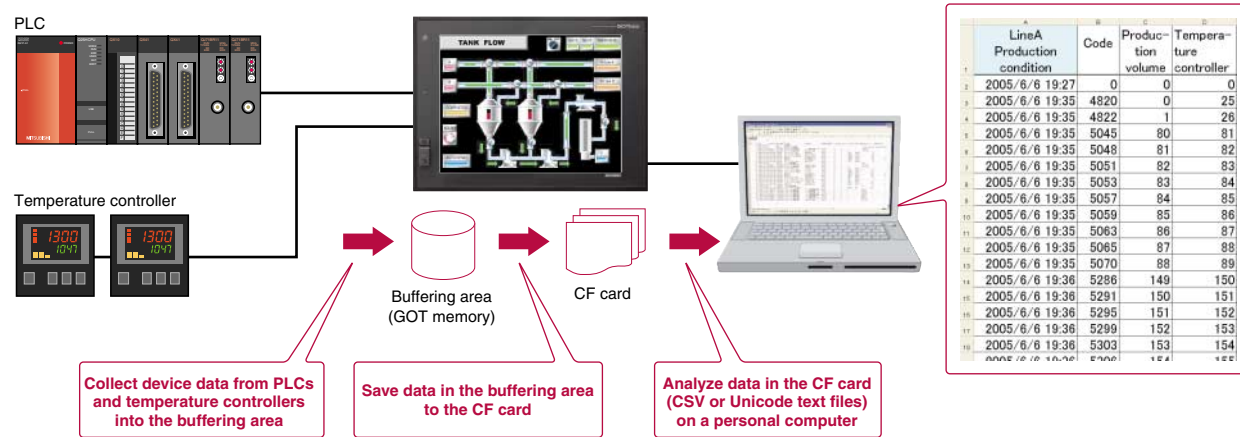 PLC
MITSUBISHI
TANK FLOW
Temperature controller
1300
1047
1300
1047
Buffering area
(GOT memory)
CF card
Collect device data from PLCs
and temperature controllers
into the buffering area
Save data in the buffering area
to the CF card
Analyze data in the CF card
(CSV or Unicode text files)
on a personal computer
A B C D
1 LineA Production condition Code Produc-tion volume Tempera-ture controller
2 2005/6/6 19:27 0 0 0
3 2005/6/6 19:35 4820 0 25
4 2005/6/6 19:35 4822 1 26
5 2005/6/6 19:35 5045 80 81
6 2005/6/6 19:35 5048 81 82
7 2005/6/6 19:35 5051 82 83
8 2005/6/6 19:35 5053 83 84
9 2005/6/6 19:35 5057 84 85
10 2005/6/6 19:35 5059 85 86
11 2005/6/6 19:35 5063 86 87
12 2005/6/6 19:35 5065 87 88
13 2005/6/6 19:35 5070 88 89
14 2005/6/6 19:36 5286 149 150
15 2005/6/6 19:36 5291 150 151
16 2005/6/6 19:36 5295 151 152
17 2005/6/6 19:36 5299 152 153
18 2005/6/6 19:36 5303 153 154